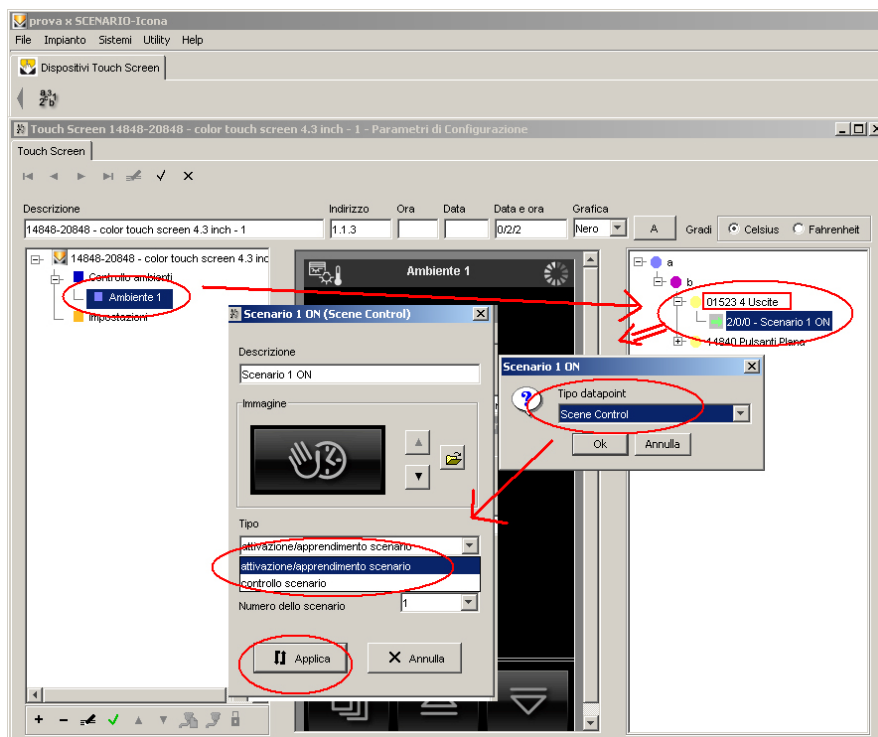 prova x SCENARIO-Icona
File Impianto Sistemi Utility Help
Dispositivi Touch Screen
Touch Screen 14848-20848 - color touch screen 4.3 inch - 1 - Parametri di Configurazione
Touch Screen
Descrizione Indirizzo Ora Data Data e ora Grafica
14848-20848 - color touch screen 4.3 inch - 1 1.1.3 0/2/2 Nero A Gradi Celsius Fahrenheit
14848-20848 - color touch screen 4.3 inc
Controllo ambienti
Ambiente 1
Impostazioni
Ambiente 1
a
b
01523 4 Uscite
2/0/0 - Scenario 1 ON
14840 Pulsanti Plana
Scenario 1 ON (Scene Control)
Descrizione
Scenario 1 ON
Immagine
Tipo
attivazione/apprendimento scenario
attivazione/apprendimento scenario
controllo scenario
Numero dello scenario 1
Applica Annulla
Scenario 1 ON
Tipo datapoint
Scene Control
Ok Annulla